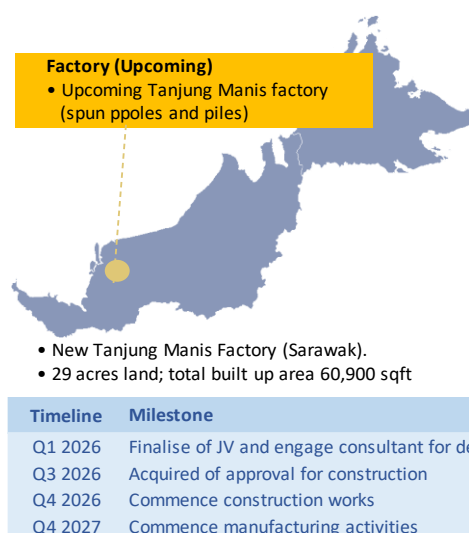 Factory (Upcoming)
• Upcoming Tanjung Manis factory
(spun ppoles and piles)
• New Tanjung Manis Factory (Sarawak).
• 29 acres land; total built up area 60,900 sqft
Timeline Milestone
Q1 2026 Finalise of JV and engage consultant for
Q3 2026 Acquired of approval for construction
Q4 2026 Commence construction works
Q4 2027 Commence manufacturing activities